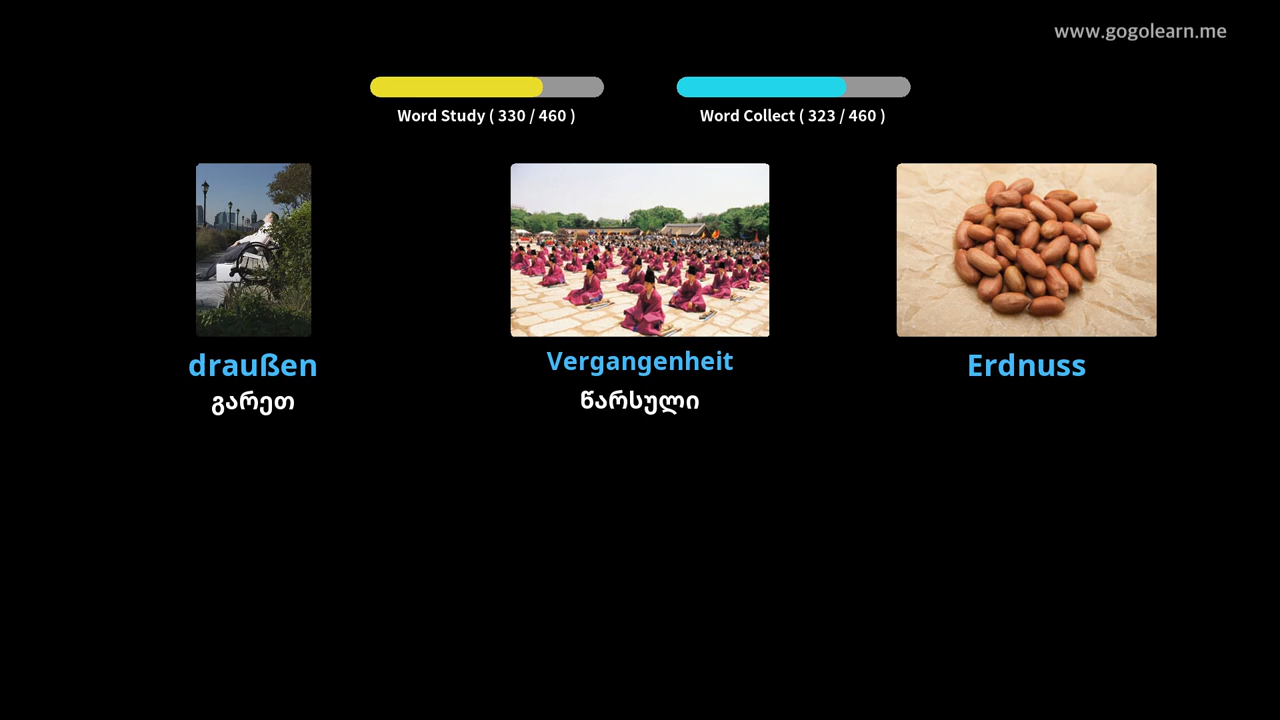 www.gogolearn.me
Word Study ( 330 / 460 )
Word Collect ( 323 / 460 )
draußen
გარეთ
Vergangenheit
წარსული
Erdnuss